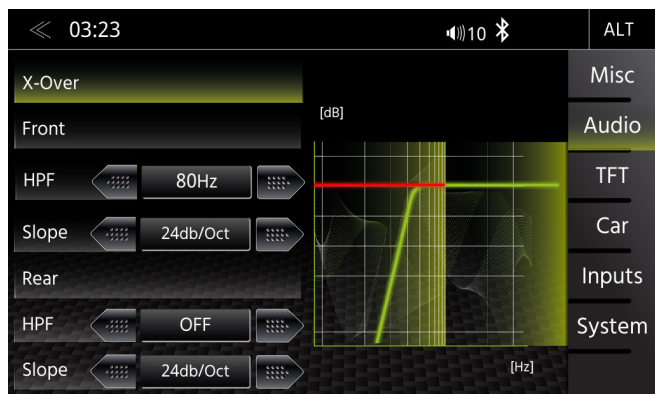 03:23
10
ALT
X-Over
Front
HPF
80Hz
Slope
24db/Oct
Rear
HPF
OFF
Slope
24db/Oct
[dB]
[Hz]
Misc
Audio
TFT
Car
Inputs
System